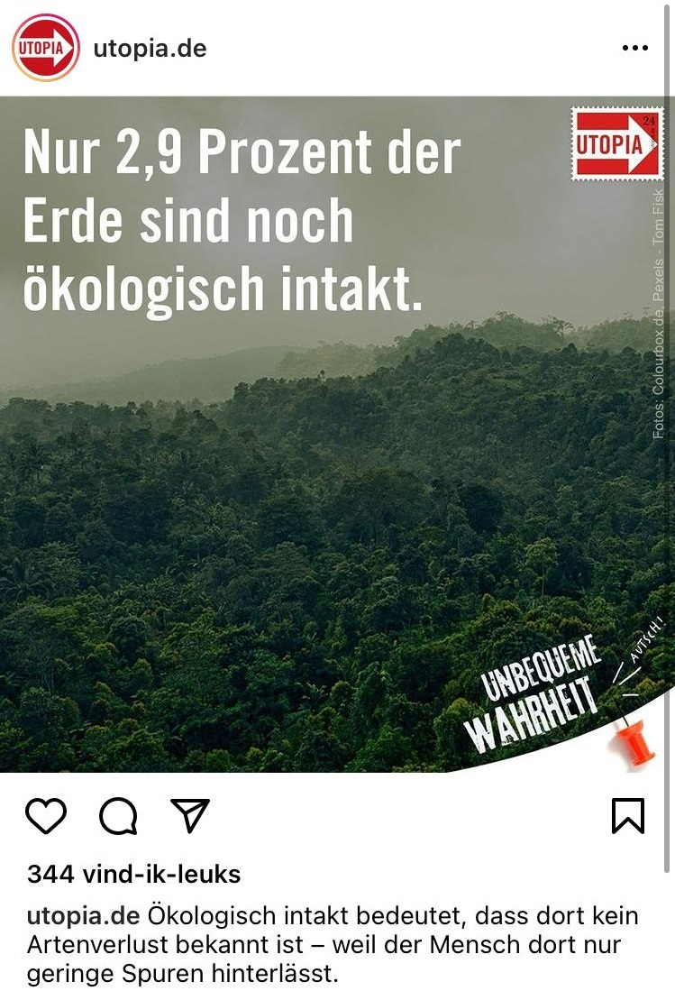 UTOPIA
utopia.de
Nur 2,9 Prozent der
Erde sind noch
ökologisch intakt.
UTOPIA
24
Fotos: Colourbox.de, Pexels - Tom Fisk
UNBEQUEME
WAHRHEIT
AUTSCH!
344 vind-ik-leuks
utopia.de Ökologisch intakt bedeutet, dass dort kein
Artenverlust bekannt ist – weil der Mensch dort nur
geringe Spuren hinterlässt.